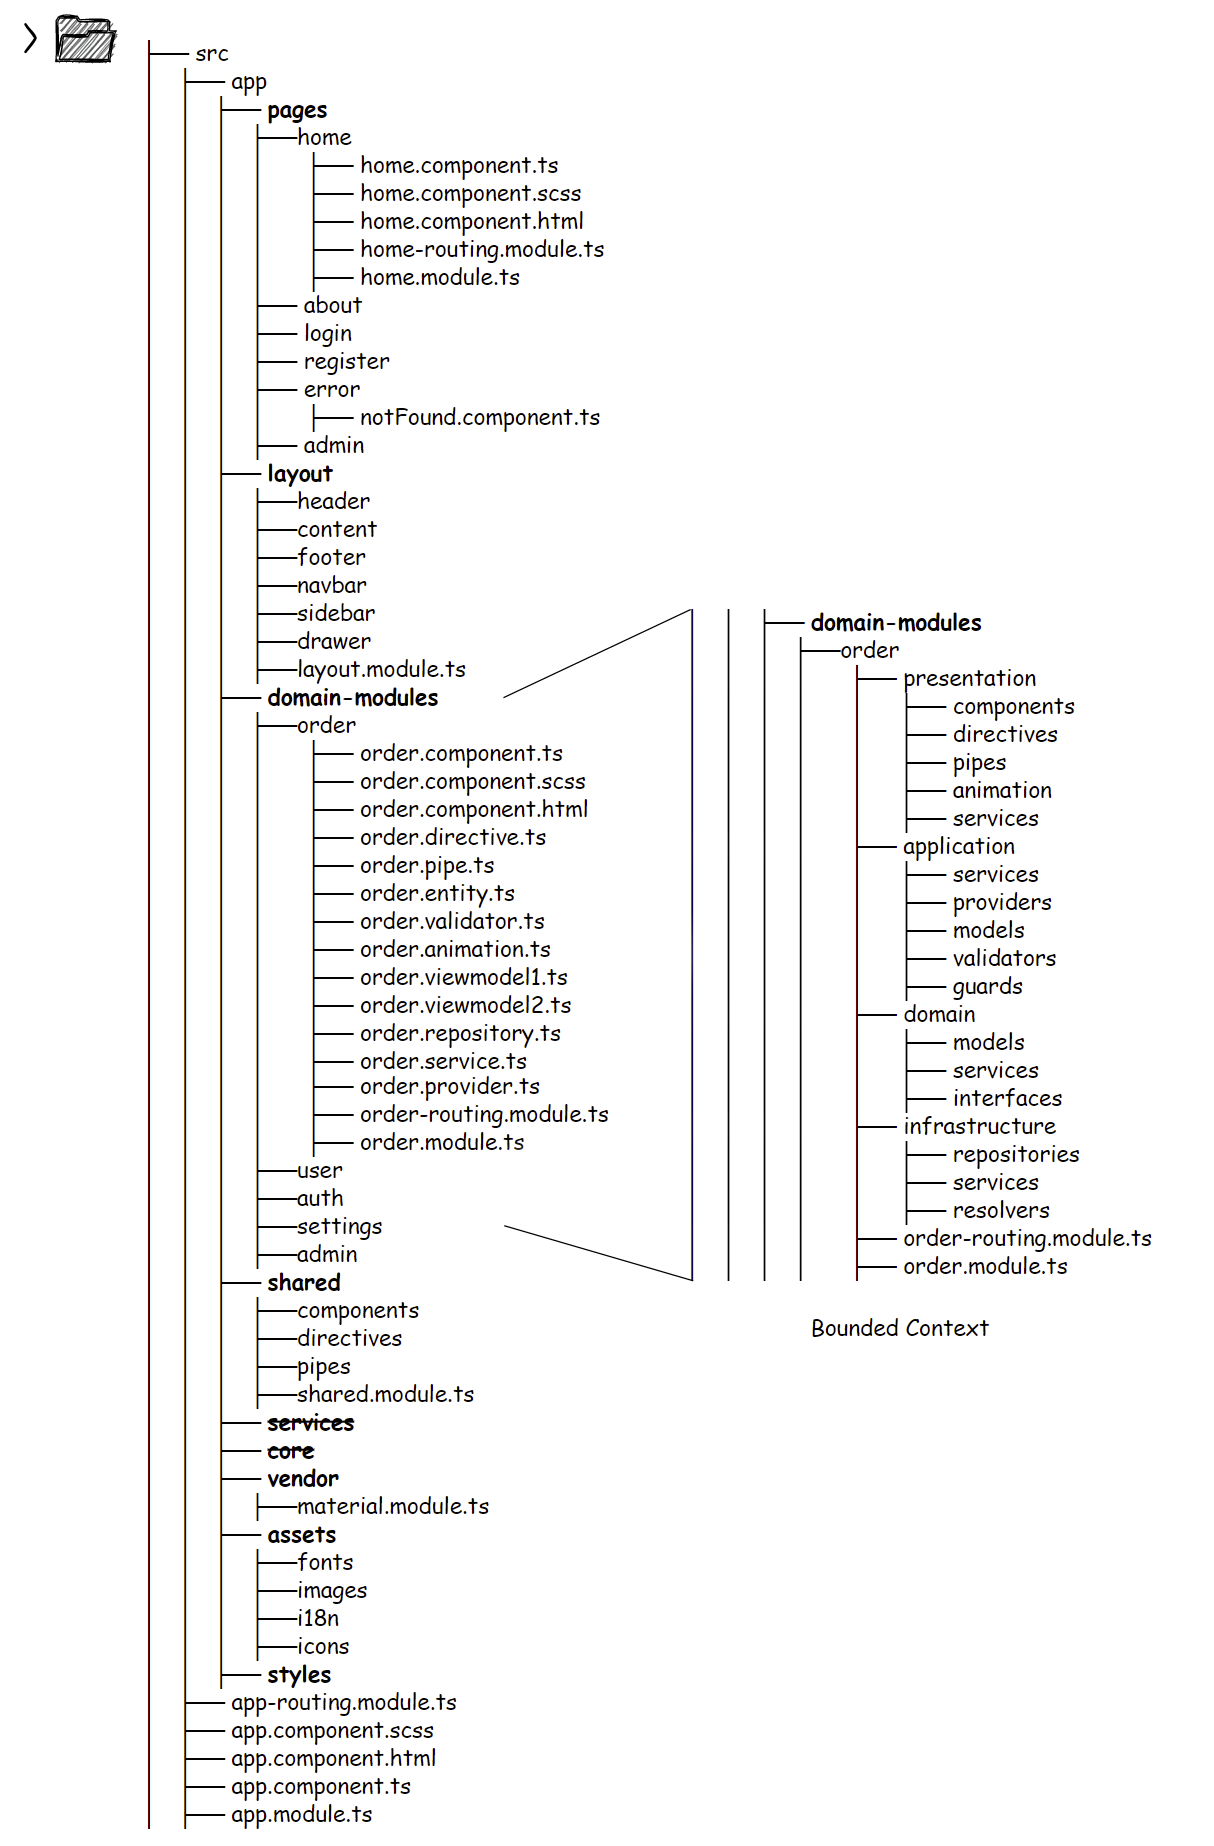 src
app
pages
home
home.component.ts
home.component.scss
home.component.html
home-routing.module.ts
home.module.ts
about
login
register
error
notFound.component.ts
admin
layout
header
content
footer
navbar
sidebar
drawer
layout.module.ts
domain-modules
order
order.component.ts
order.component.scss
order.component.html
order.directive.ts
order.pipe.ts
order.entity.ts
order.validator.ts
order.animation.ts
order.viewmodel1.ts
order.viewmodel2.ts
order.repository.ts
order.service.ts
order.provider.ts
order-routing.module.ts
order.module.ts
user
auth
settings
admin
shared
components
directives
pipes
shared.module.ts
services
core
vendor
material.module.ts
assets
fonts
images
i18n
icons
styles
app-routing.module.ts
app.component.scss
app.component.html
app.component.ts
app.module.ts
domain-modules
order
presentation
components
directives
pipes
animation
services
application
services
providers
models
validators
guards
domain
models
services
interfaces
infrastructure
repositories
services
resolvers
order-routing.module.ts
order.module.ts
Bounded Context